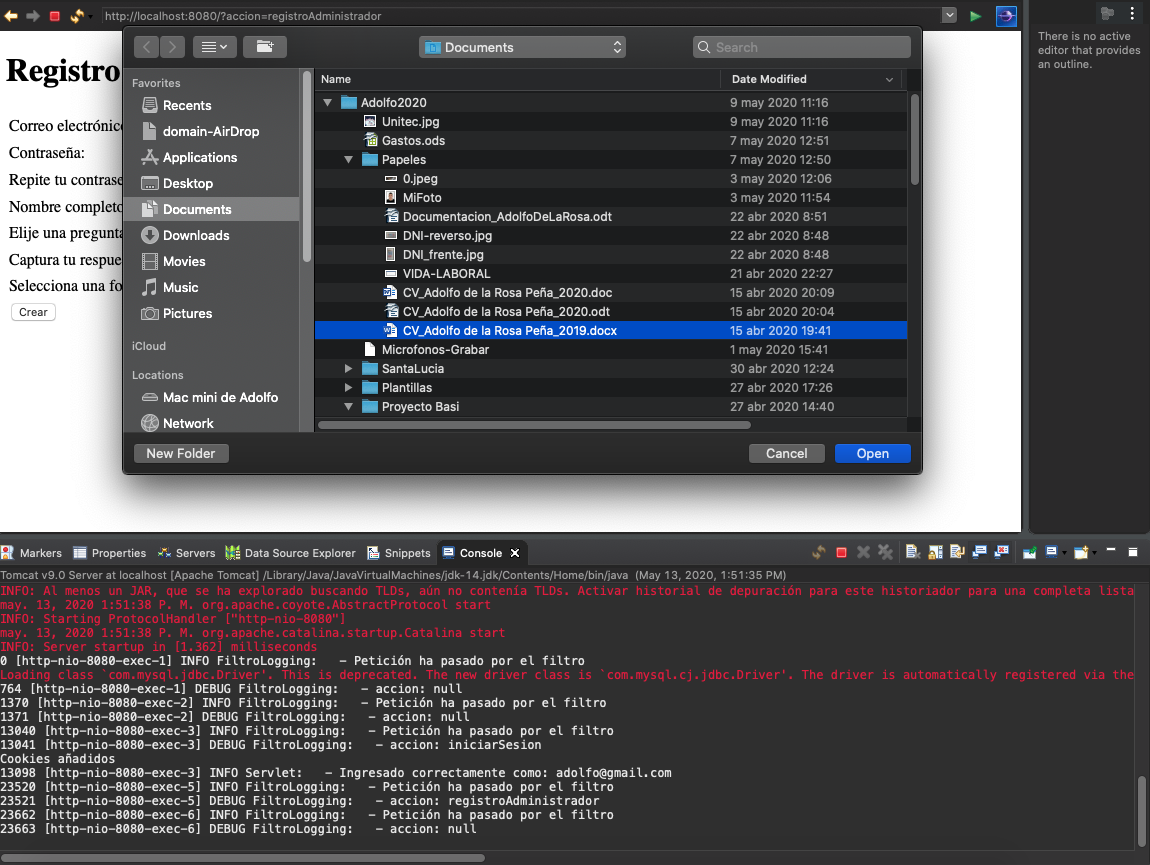 http://localhost:8080/?accion=registroAdministrador
There is no active
editor that provides
an outline.
Registro
Correo electrónico
Contraseña:
Repite tu contrase
Nombre completo
Elije una pregunta
Captura tu respue
Selecciona una fo
Crear
Documents
Search
Favorites
Recents
domain-AirDrop
Applications
Desktop
Documents
Downloads
Movies
Music
Pictures
iCloud
Locations
Mac mini de Adolfo
Network
Name Date Modified
Adolfo2020 9 may 2020 11:16
Unitec.jpg 9 may 2020 11:16
Gastos.ods 7 may 2020 12:51
Papeles 7 may 2020 12:50
0.jpeg 3 may 2020 12:06
MiFoto 3 may 2020 11:54
Documentacion_AdolfoDeLaRosa.odt 22 abr 2020 8:51
DNI-reverso.jpg 22 abr 2020 8:48
DNI_frente.jpg 22 abr 2020 8:48
VIDA-LABORAL 21 abr 2020 22:27
CV_Adolfo de la Rosa Peña_2020.doc 15 abr 2020 20:09
CV_Adolfo de la Rosa Peña_2020.odt 15 abr 2020 20:04
CV_Adolfo de la Rosa Peña_2019.docx 15 abr 2020 19:41
Microfonos-Grabar 1 may 2020 15:41
SantaLucia 30 abr 2020 12:24
Plantillas 27 abr 2020 17:26
Proyecto Basi 27 abr 2020 14:40
New Folder Cancel Open
Markers Properties Servers Data Source Explorer Snippets Console
Tomcat v9.0 Server at localhost [Apache Tomcat] /Library/Java/JavaVirtualMachines/jdk-14.jdk/Contents/Home/bin/java (May 13, 2020, 1:51:35 PM)
INFO: Al menos un JAR, que se ha explorado buscando TLDs, aún no contenía TLDs. Activar historial de depuración para este historiador para una completa lista
may. 13, 2020 1:51:38 P. M. org.apache.coyote.AbstractProtocol start
INFO: Starting ProtocolHandler ["http-nio-8080"]
may. 13, 2020 1:51:38 P. M. org.apache.catalina.startup.Catalina start
INFO: Server startup in [1.362] milliseconds
0 [http-nio-8080-exec-1] INFO FiltroLogging: - Petición ha pasado por el filtro
Loading class `com.mysql.jdbc.Driver'. This is deprecated. The new driver class is `com.mysql.cj.jdbc.Driver'. The driver is automatically registered via the
764 [http-nio-8080-exec-1] DEBUG FiltroLogging: - accion: null
1370 [http-nio-8080-exec-2] INFO FiltroLogging: - Petición ha pasado por el filtro
1371 [http-nio-8080-exec-2] DEBUG FiltroLogging: - accion: null
13040 [http-nio-8080-exec-3] INFO FiltroLogging: - Petición ha pasado por el filtro
13041 [http-nio-8080-exec-3] DEBUG FiltroLogging: - accion: iniciarSesion
Cookies añadidos
13098 [http-nio-8080-exec-3] INFO Servlet: - Ingresado correctamente como: adolfo@gmail.com
23520 [http-nio-8080-exec-5] INFO FiltroLogging: - Petición ha pasado por el filtro
23521 [http-nio-8080-exec-5] DEBUG FiltroLogging: - accion: registroAdministrador
23662 [http-nio-8080-exec-6] INFO FiltroLogging: - Petición ha pasado por el filtro
23663 [http-nio-8080-exec-6] DEBUG FiltroLogging: - accion: null